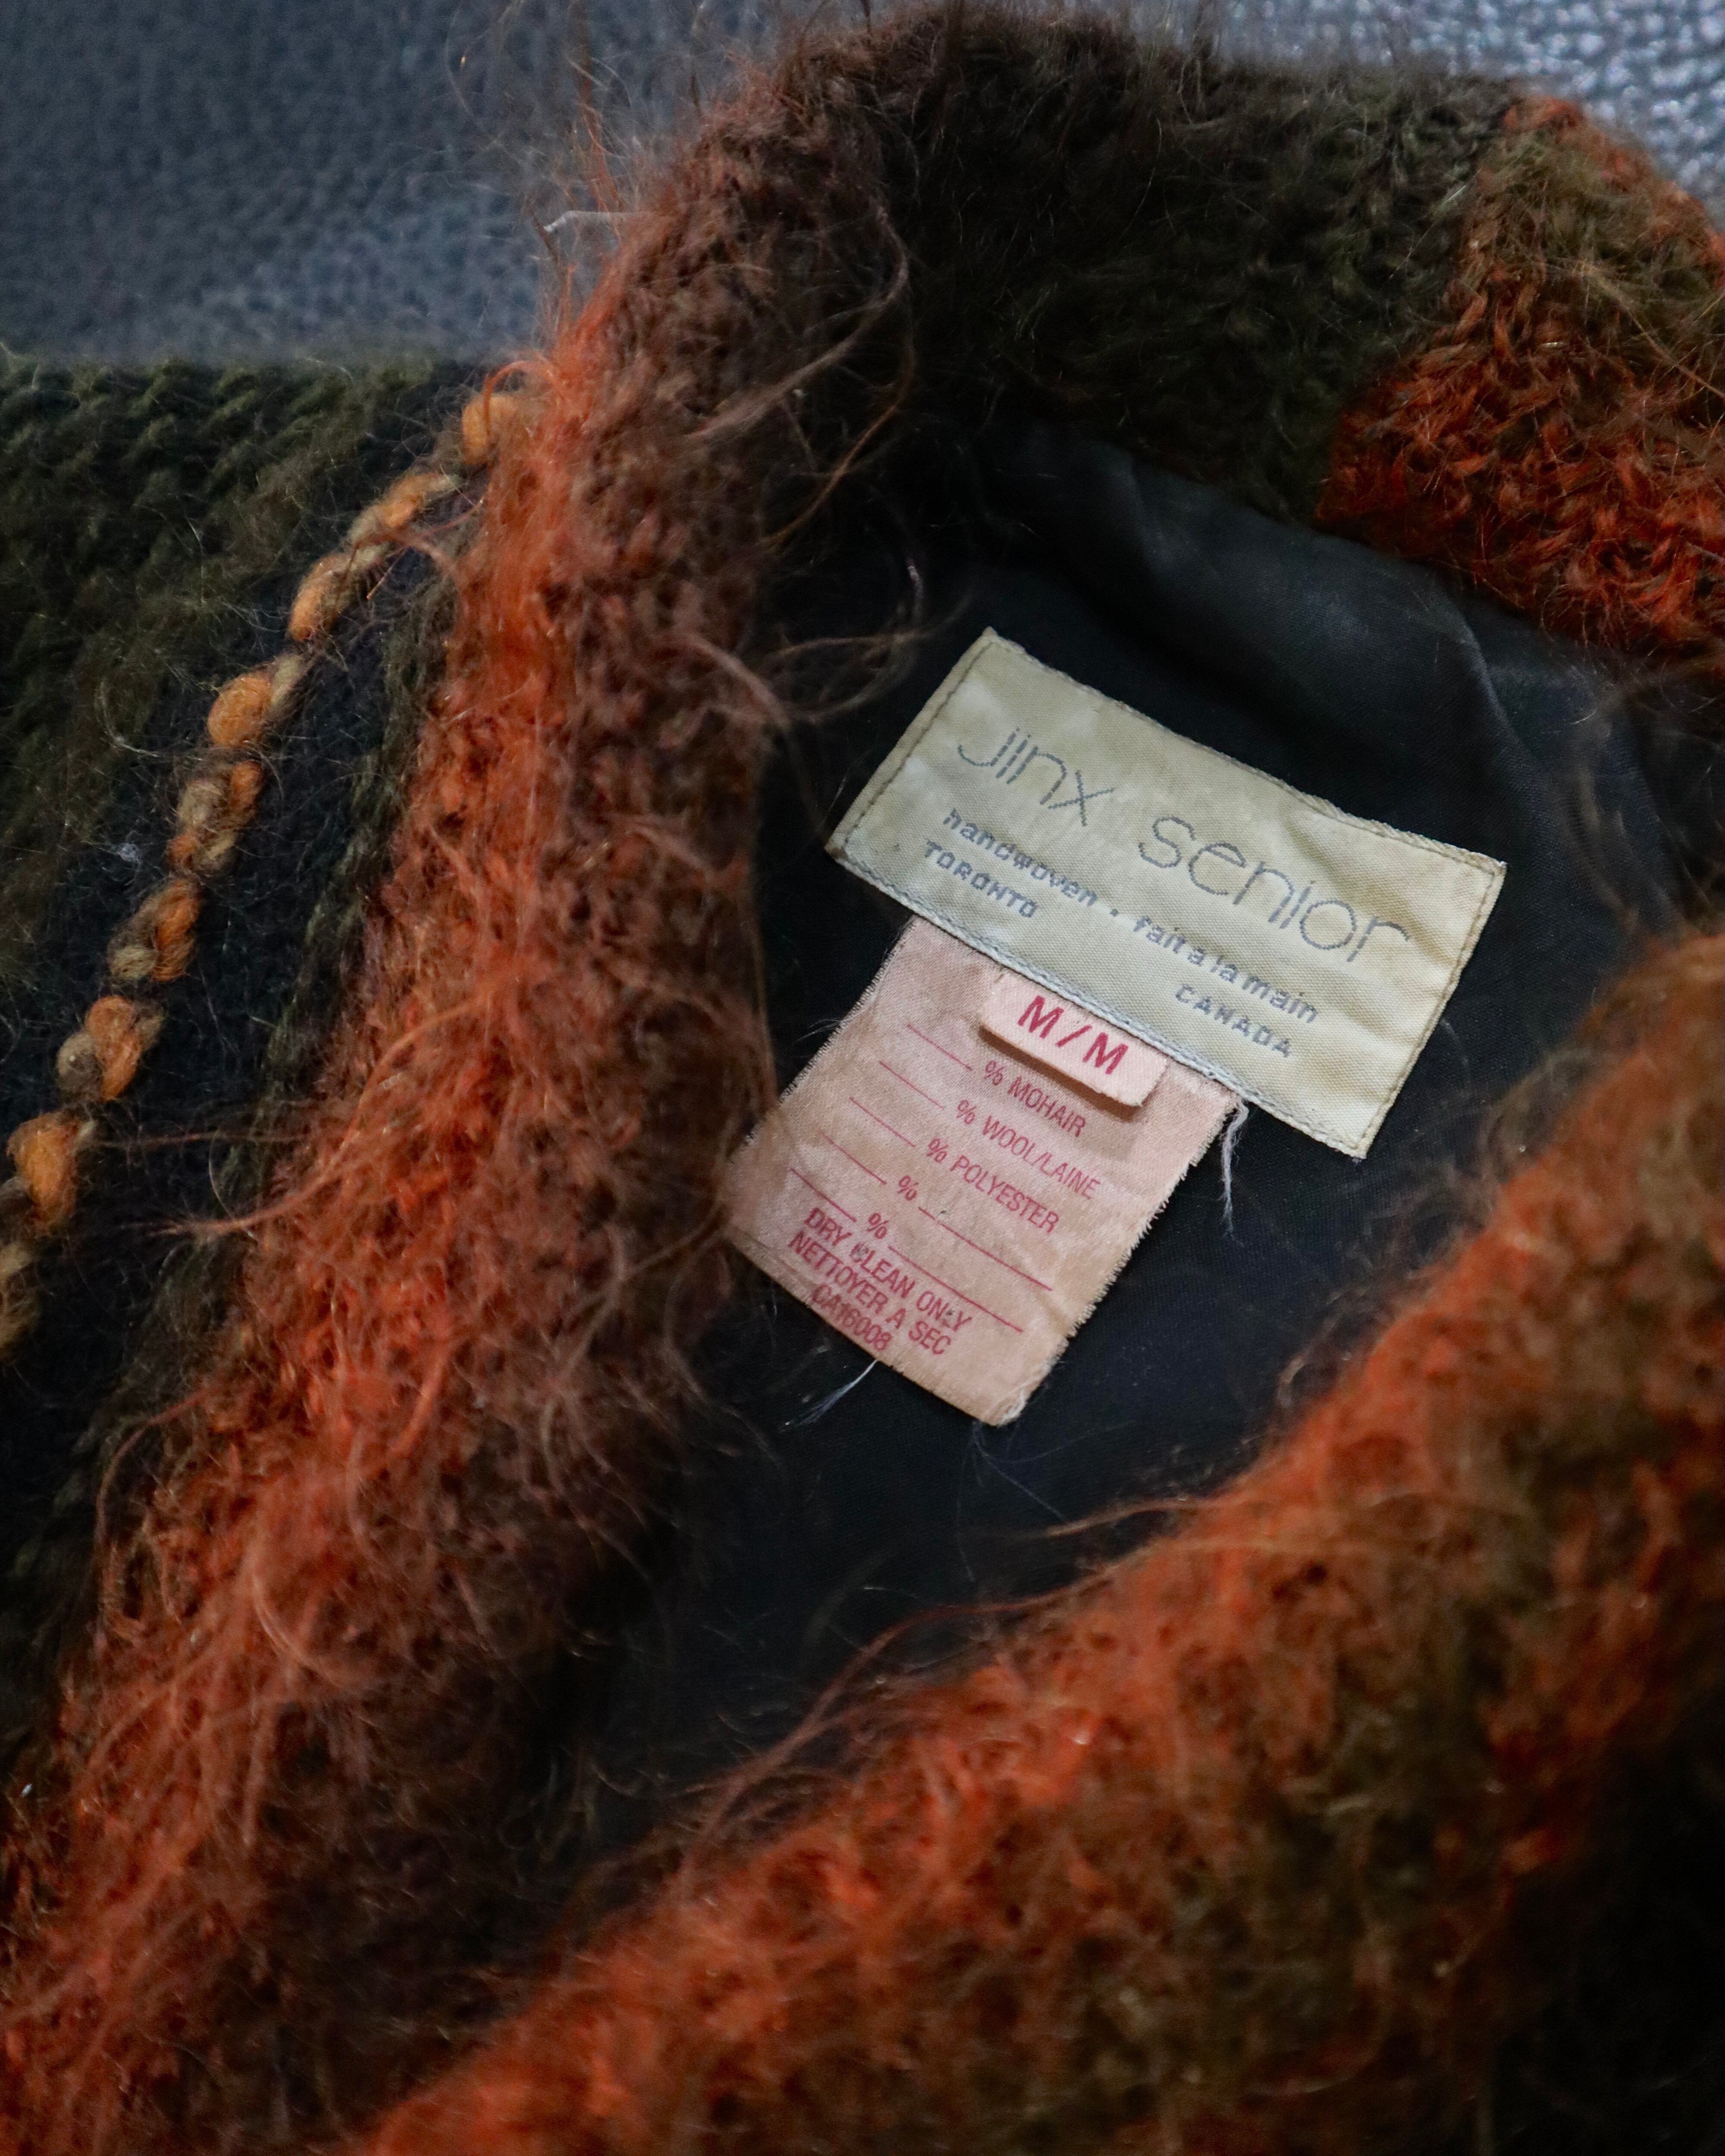 jinx senior
handwoven • fait a la main
TORONTO CANADA
M/M
% MOHAIR
% WOOL/LAINE
% POLYESTER
%
%
DRY CLEAN ONLY
NETTOYER A SEC
CA16008